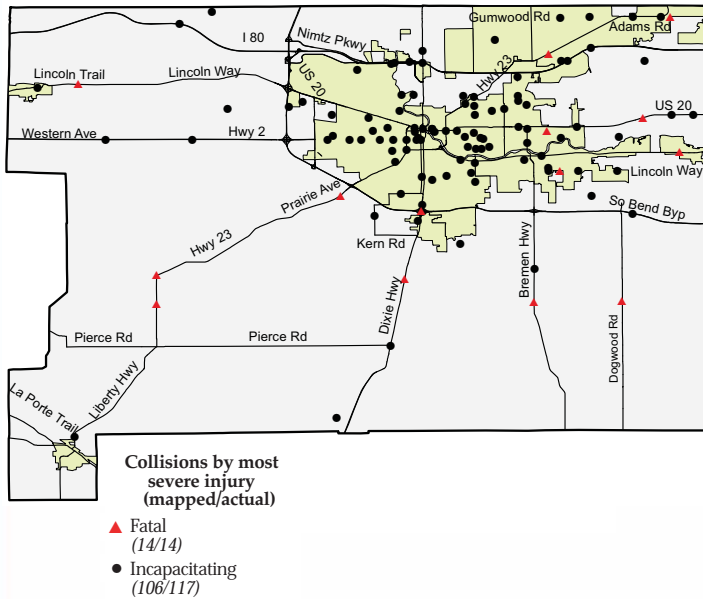 Gumwood Rd
Adams Rd
I 80
Nimtz Pkwy
Hwy 23
Lincoln Trail
Lincoln Way
US 20
US 20
Western Ave
Hwy 2
Lincoln Way
Prairie Ave
So Bend Byp
Hwy 23
Kern Rd
Bremen Hwy
Dixie Hwy
Pierce Rd
Pierce Rd
Dogwood Rd
Liberty Hwy
La Porte Trail
Collisions by most
severe injury
(mapped/actual)
Fatal
(14/14)
Incapacitating
(106/117)